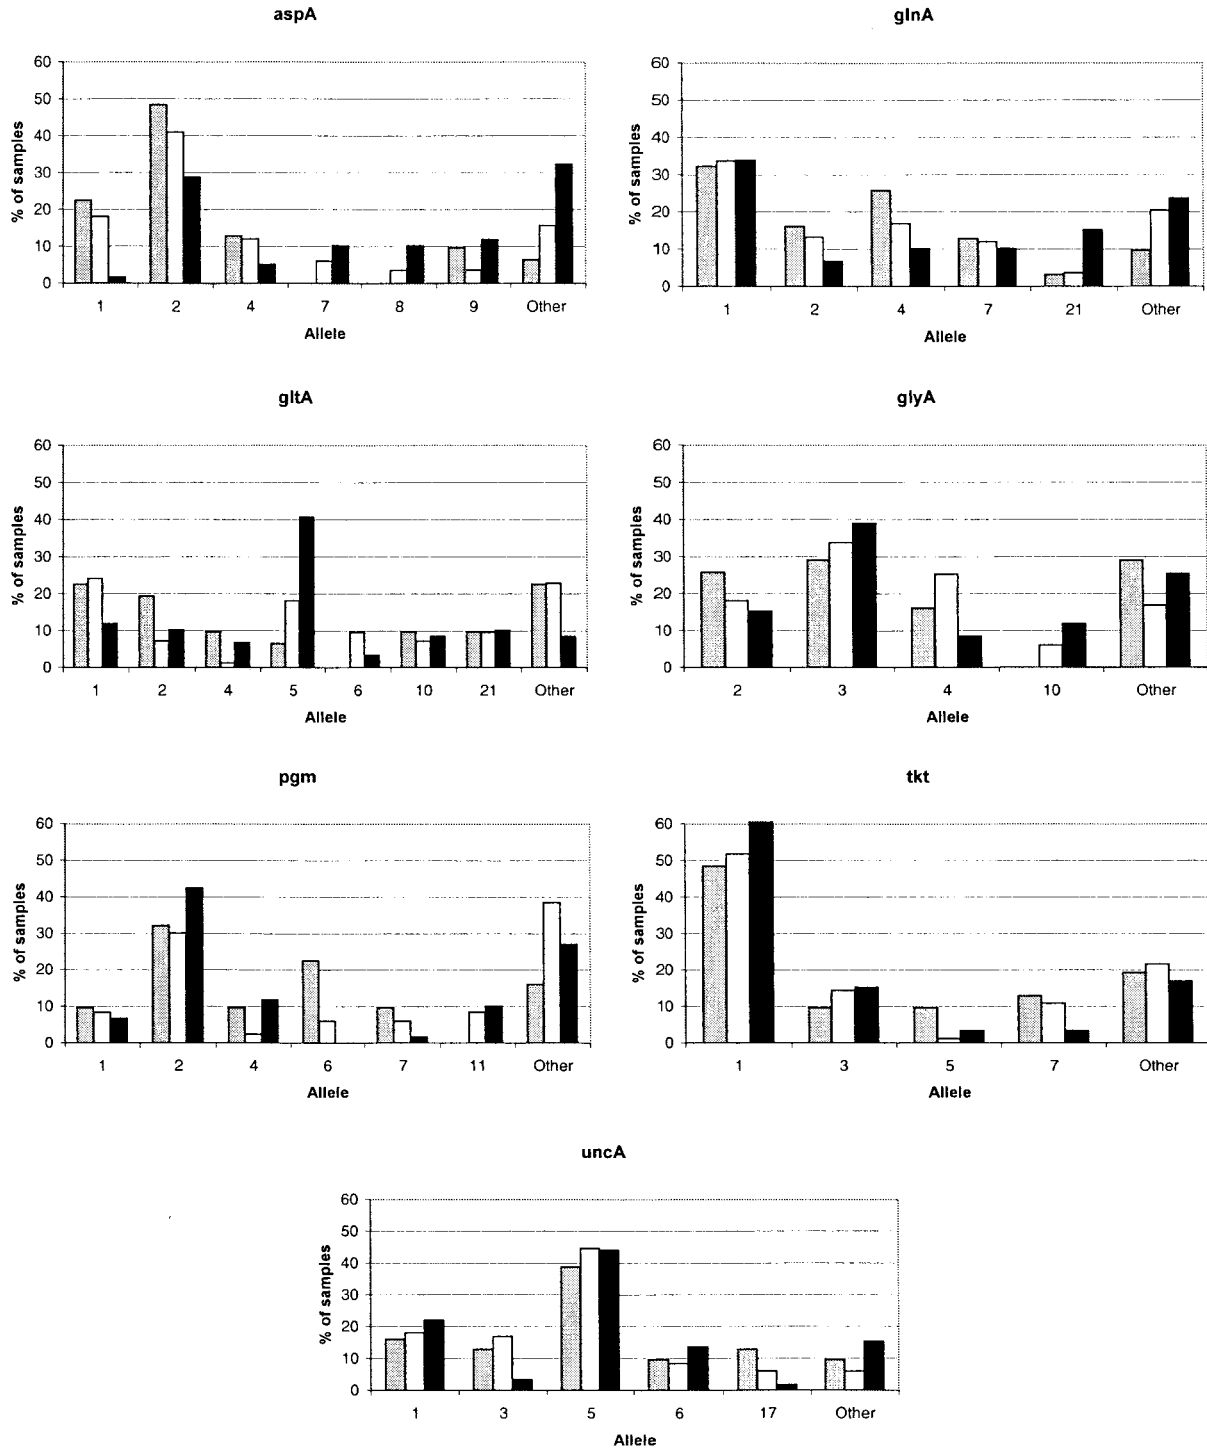 aspA
60
50
40
30
20
10
0
% of samples
1 2 4 7 8 9 Other
Allele
glnA
60
50
40
30
20
10
0
% of samples
1 2 4 7 21 Other
Allele
gltA
60
50
40
30
20
10
0
% of samples
1 2 4 5 6 10 21 Other
Allele
glyA
60
50
40
30
20
10
0
% of samples
2 3 4 10 Other
Allele
pgm
60
50
40
30
20
10
0
% of samples
1 2 4 6 7 11 Other
Allele
tkt
60
50
40
30
20
10
0
% of samples
1 3 5 7 Other
Allele
uncA
60
50
40
30
20
10
0
% of samples
1 3 5 6 17 Other
Allele